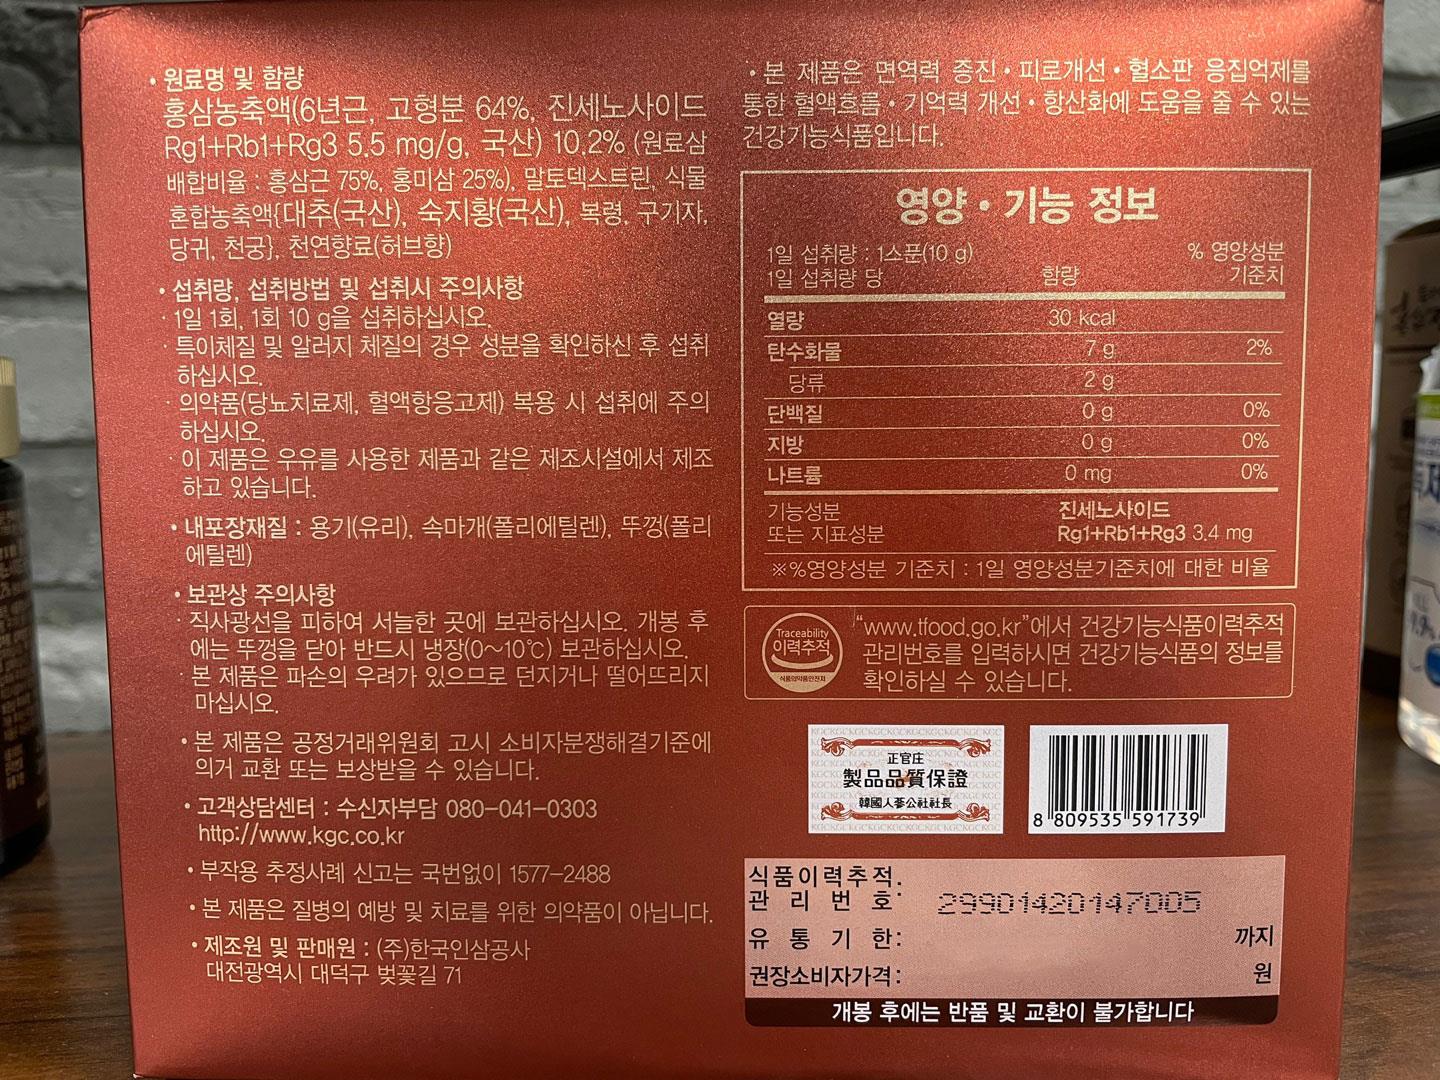 • 원료명 및 함량
홍삼농축액(6년근, 고형분 64%, 진세노사이드
Rg1+Rb1+Rg3 5.5 mg/g, 국산) 10.2% (원료삼
배합비율 : 홍삼근 75%, 홍미삼 25%), 말토덱스트린, 식물
혼합농축액{대추(국산), 숙지황(국산), 복령, 구기자,
당귀, 천궁}, 천연향료(허브향)
• 섭취량, 섭취방법 및 섭취시 주의사항
· 1일 1회, 1회 10 g을 섭취하십시오.
· 특이체질 및 알러지 체질의 경우 성분을 확인하신 후 섭취
하십시오.
· 의약품(당뇨치료제, 혈액항응고제) 복용 시 섭취에 주의
하십시오.
· 이 제품은 우유를 사용한 제품과 같은 제조시설에서 제조
하고 있습니다.
• 내포장재질 : 용기(유리), 속마개(폴리에틸렌), 뚜껑(폴리
에틸렌)
• 보관상 주의사항
· 직사광선을 피하여 서늘한 곳에 보관하십시오. 개봉 후
에는 뚜껑을 닫아 반드시 냉장(0~10℃) 보관하십시오.
· 본 제품은 파손의 우려가 있으므로 던지거나 떨어뜨리지
마십시오.
• 본 제품은 공정거래위원회 고시 소비자분쟁해결기준에
의거 교환 또는 보상받을 수 있습니다.
• 고객상담센터 : 수신자부담 080-041-0303
http://www.kgc.co.kr
• 부작용 추정사례 신고는 국번없이 1577-2488
• 본 제품은 질병의 예방 및 치료를 위한 의약품이 아닙니다.
• 제조원 및 판매원 : (주)한국인삼공사
대전광역시 대덕구 벚꽃길 71
• 본 제품은 면역력 증진 • 피로개선 • 혈소판 응집억제를
통한 혈액흐름 • 기억력 개선 • 항산화에 도움을 줄 수 있는
건강기능식품입니다.
영양 • 기능 정보
1일 섭취량 : 1스푼(10 g) % 영양성분
1일 섭취량 당 함량 기준치
열량 30 kcal
탄수화물 7 g 2%
당류 2 g
단백질 0 g 0%
지방 0 g 0%
나트륨 0 mg 0%
기능성분 진세노사이드
또는 지표성분 Rg1+Rb1+Rg3 3.4 mg
※%영양성분 기준치 : 1일 영양성분기준치에 대한 비율
Traceability
이력추적
식품의약품안전처
"www.tfood.go.kr"에서 건강기능식품이력추적
관리번호를 입력하시면 건강기능식품의 정보를
확인하실 수 있습니다.
正官庄
製品品質保證
韓國人蔘公社社長
8 809535 591739
식품이력추적.
관 리 번 호: 29901420147005
유 통 기 한: 까지
권장소비자가격: 원
개봉 후에는 반품 및 교환이 불가합니다